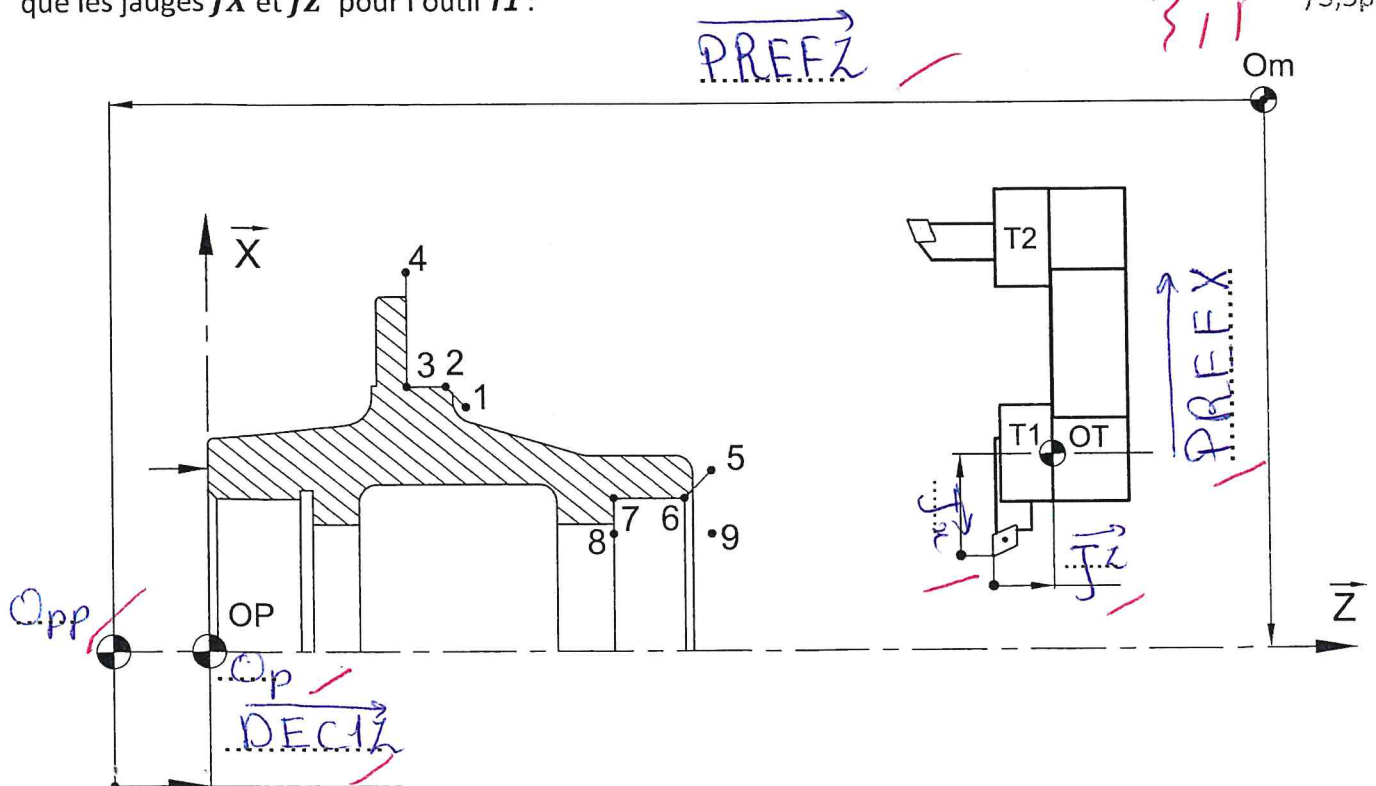 que les jauges jX et jZ pour l'outil T1 :
PREFZ
Om
X
4
T2
3 2
1
PREFX
T1 OT
5
7 6
8
9
Jx
JZ
Opp
OP
Z
Op
DEC1Z